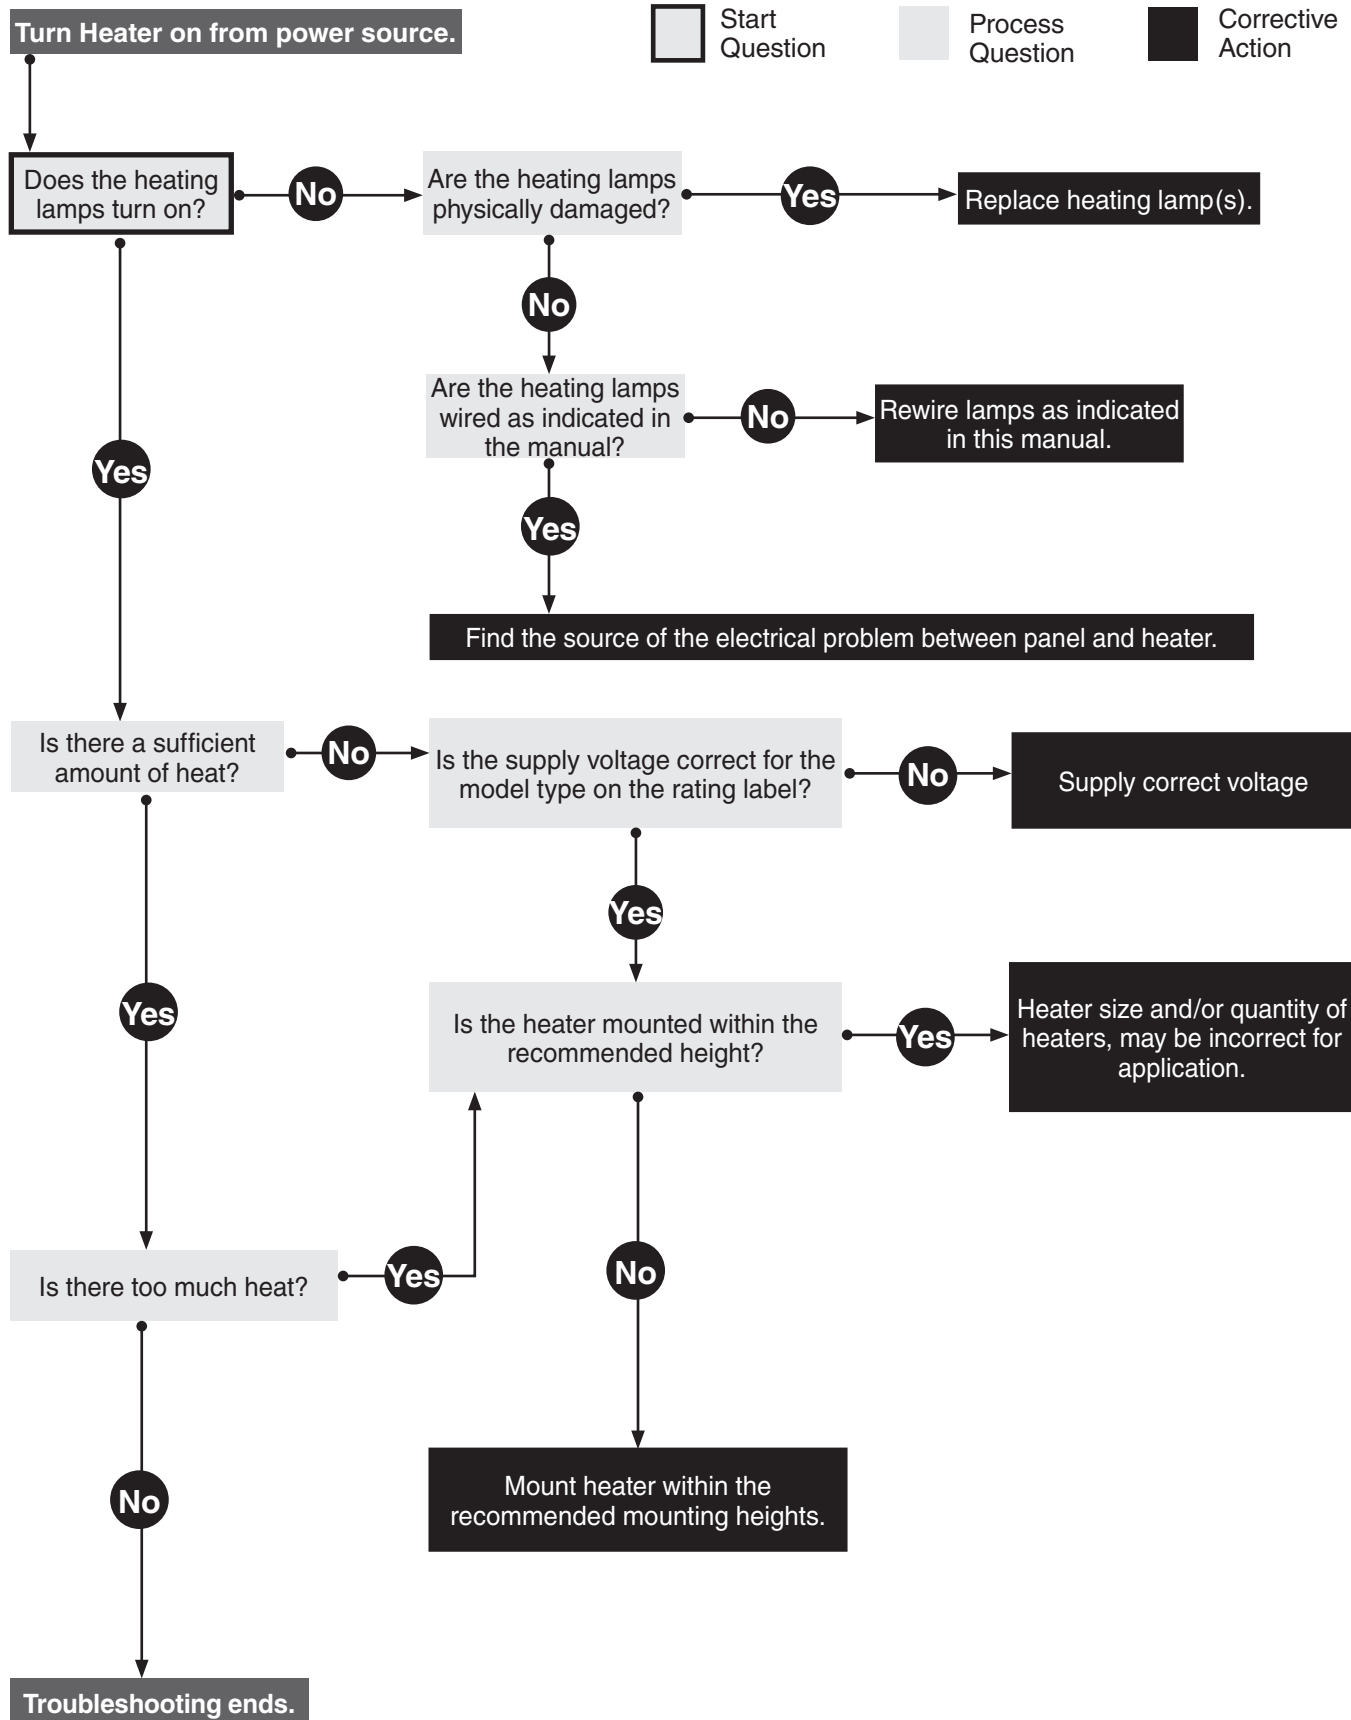 Turn Heater on from power source.
Start
Question
Process
Question
Corrective
Action
Does the heating
lamps turn on?
No
Are the heating lamps
physically damaged?
Yes
Replace heating lamp(s).
No
Are the heating lamps
wired as indicated in
the manual?
No
Rewire lamps as indicated
in this manual.
Yes
Yes
Find the source of the electrical problem between panel and heater.
Is there a sufficient
amount of heat?
No
Is the supply voltage correct for the
model type on the rating label?
No
Supply correct voltage
Yes
Yes
Is the heater mounted within the
recommended height?
Yes
Heater size and/or quantity of
heaters, may be incorrect for
application.
Is there too much heat?
Yes
No
No
Mount heater within the
recommended mounting heights.
Troubleshooting ends.